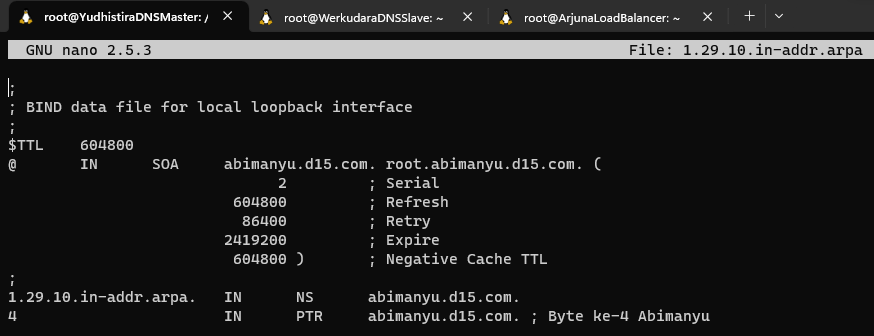 root@YudhistiraDNSMaster: /
root@WerkudaraDNSSlave: ~
root@ArjunaLoadBalancer: ~
GNU nano 2.5.3 File: 1.29.10.in-addr.arpa
;
; BIND data file for local loopback interface
;
$TTL 604800
@ IN SOA abimanyu.d15.com. root.abimanyu.d15.com. (
2 ; Serial
604800 ; Refresh
86400 ; Retry
2419200 ; Expire
604800 ) ; Negative Cache TTL
;
1.29.10.in-addr.arpa. IN NS abimanyu.d15.com.
4 IN PTR abimanyu.d15.com. ; Byte ke-4 Abimanyu